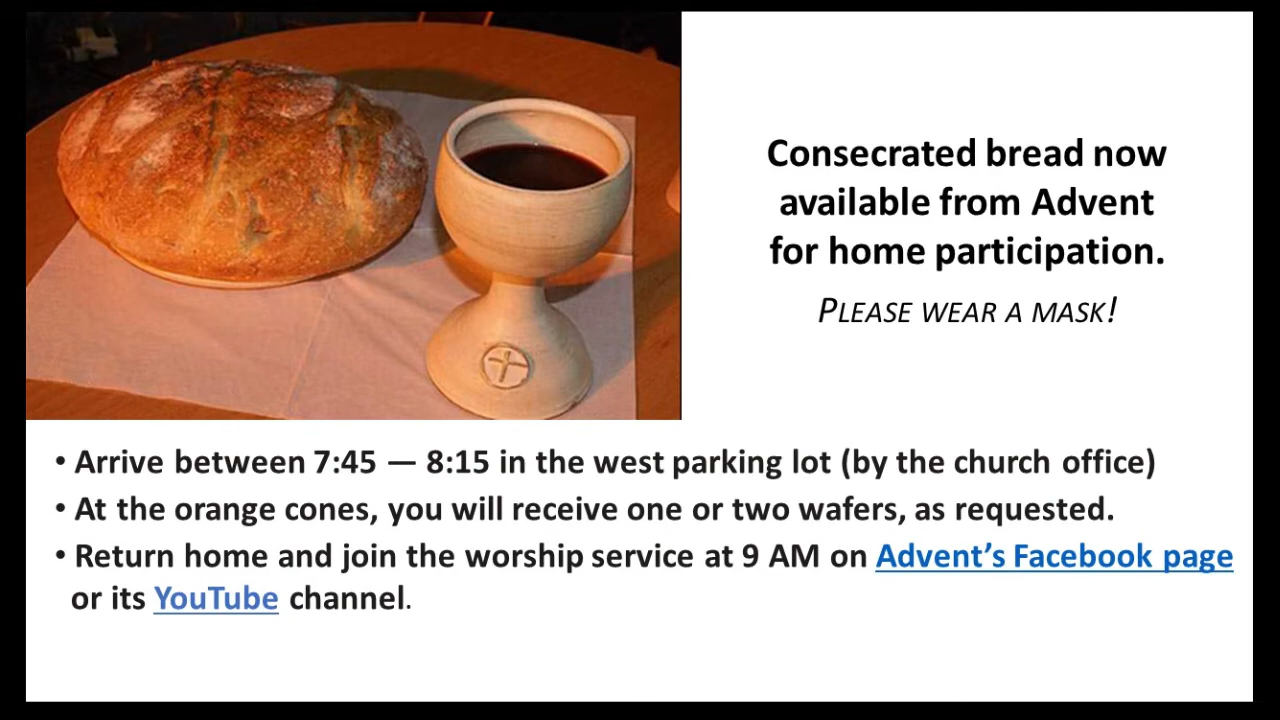 Consecrated bread now
available from Advent
for home participation.
PLEASE WEAR A MASK!
• Arrive between 7:45 — 8:15 in the west parking lot (by the church office)
• At the orange cones, you will receive one or two wafers, as requested.
• Return home and join the worship service at 9 AM on Advent’s Facebook page
or its YouTube channel.